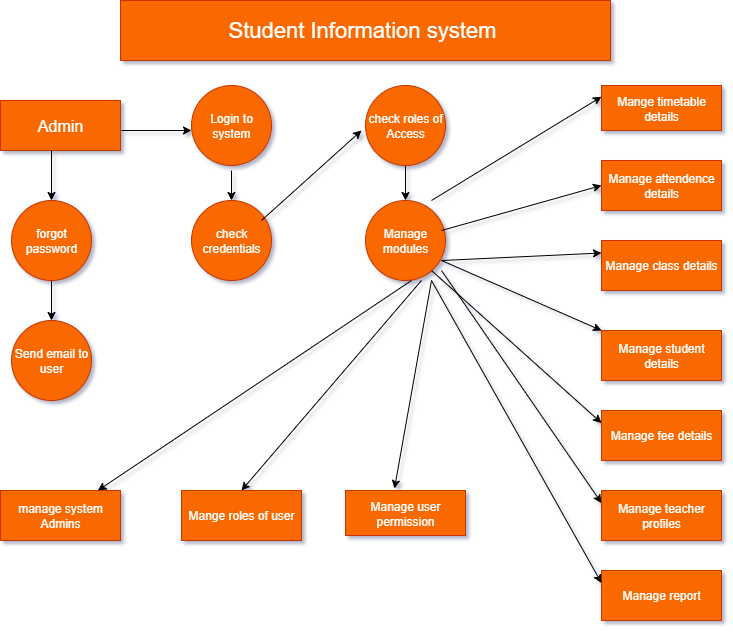 Student Information system
Admin
Login to
system
check roles of
Access
Mange timetable
details
Manage attendence
details
forgot
password
check
credentials
Manage
modules
Manage class details
Send email to
user
Manage student
details
Manage fee details
manage system
Admins
Mange roles of user
Manage user
permission
Manage teacher
profiles
Manage report